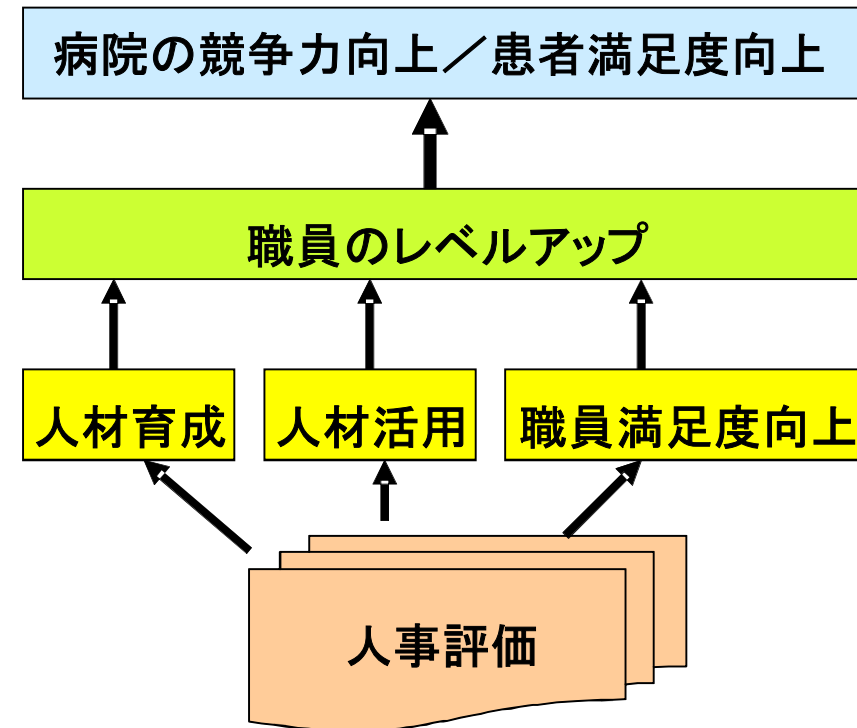 病院の競争力向上／患者満足度向上
職員のレベルアップ
人材育成
人材活用
職員満足度向上
人事評価